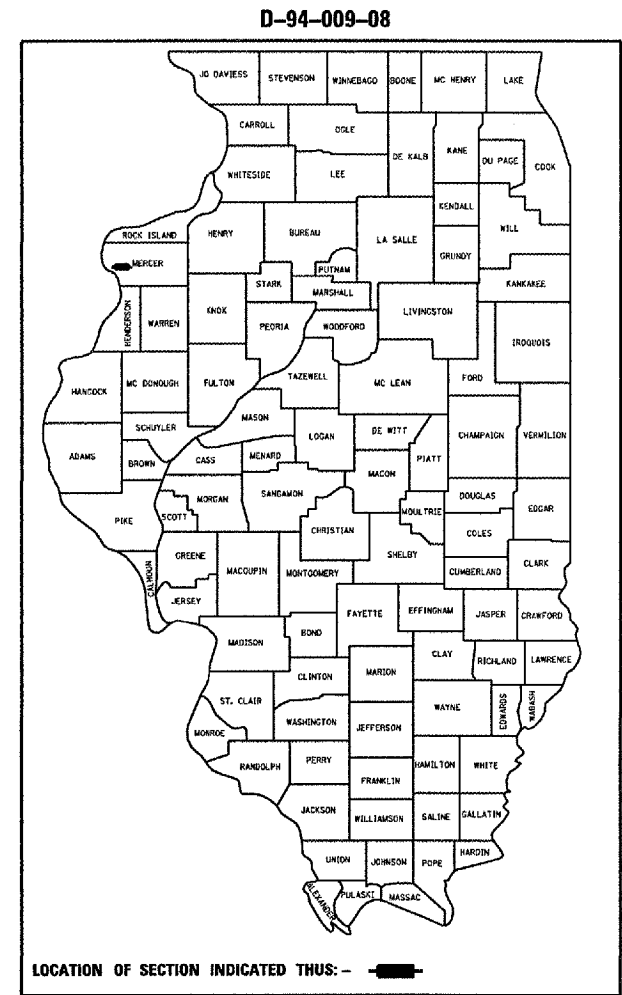 D-94-009-08
JO DAVIESS STEVENSON WINNEBAGO BOONE MC HENRY LAKE
CARROLL OGLE DE KALB KANE DU PAGE COOK
WHITESIDE LEE
KENDALL
ROCK ISLAND HENRY BUREAU LA SALLE GRUNDY WILL
MERCER PUTNAM
STARK MARSHALL KANKAKEE
HENDERSON WARREN KNOX PEORIA WOODFORD LIVINGSTON IROQUOIS
HANCOCK MC DONOUGH FULTON TAZEWELL MC LEAN FORD
MASON
SCHUYLER LOGAN DE WITT CHAMPAIGN VERMILION
ADAMS BROWN CASS MENARD PIATT
MACON
MORGAN SANGAMON DOUGLAS
PIKE SCOTT CHRISTIAN MOULTRIE COLES EDGAR
GREENE MACOUPIN MONTGOMERY SHELBY CUMBERLAND CLARK
CALHOUN
JERSEY FAYETTE EFFINGHAM JASPER CRAWFORD
MADISON BOND
CLAY RICHLAND LAWRENCE
CLINTON MARION
ST. CLAIR WAYNE EDWARDS WABASH
WASHINGTON JEFFERSON
MONROE
RANDOLPH PERRY HAMILTON WHITE
FRANKLIN
JACKSON WILLIAMSON SALINE GALLATIN
UNION JOHNSON POPE HARDIN
ALEXANDER PULASKI MASSAC
LOCATION OF SECTION INDICATED THUS: -